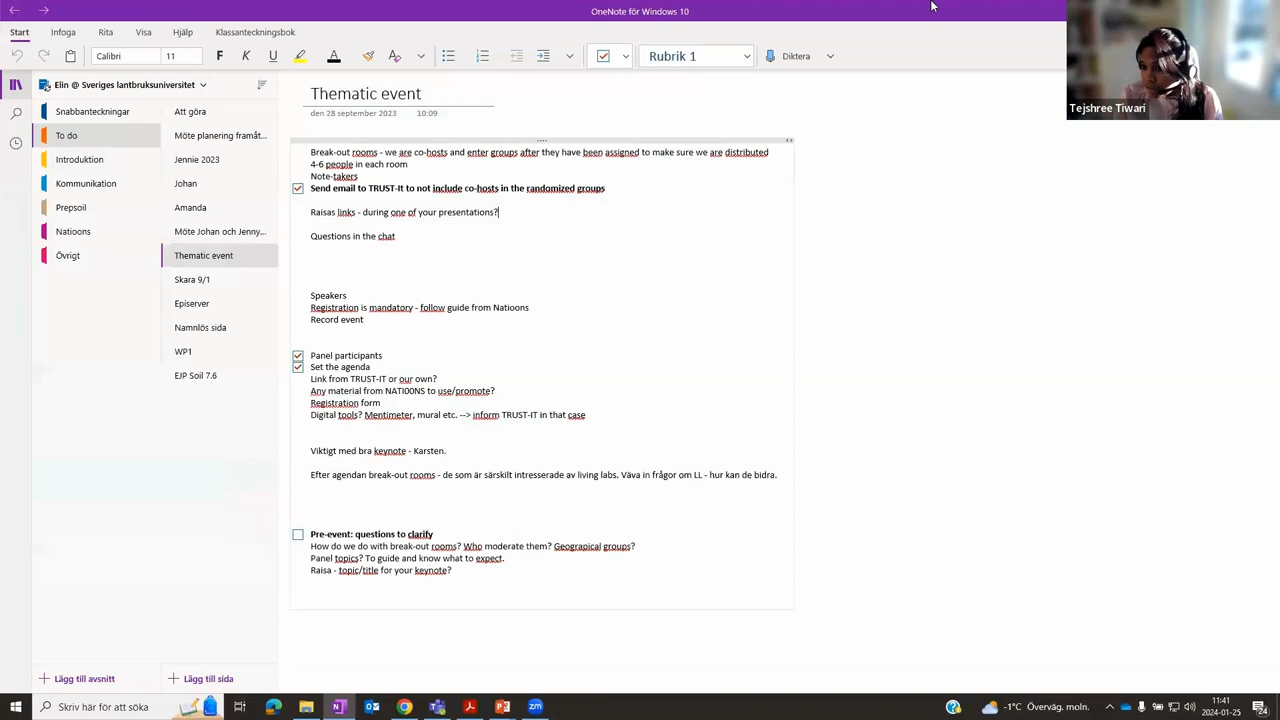 OneNote för Windows 10
Start Infoga Rita Visa Hjälp Klassanteckningsbok
Calibri 11 F K U A Rubrik 1 Diktera
Elin @ Sveriges lantbruksuniversitet
Snabbanteckningar
To do
Introduktion
Kommunikation
Prepsoil
Natioons
Övrigt
Att göra
Möte planering framåt...
Jennie 2023
Johan
Amanda
Möte Johan och Jenny...
Thematic event
Skara 9/1
Episerver
Namnlös sida
WP1
EJP Soil 7.6
Thematic event
den 28 september 2023 10:09
Break-out rooms - we are co-hosts and enter groups after they have been assigned to make sure we are distributed
4-6 people in each room
Note-takers
Send email to TRUST-It to not include co-hosts in the randomized groups
Raisas links - during one of your presentations?
Questions in the chat
Speakers
Registration is mandatory - follow guide from Natioons
Record event
Panel participants
Set the agenda
Link from TRUST-IT or our own?
Any material from NATI00NS to use/promote?
Registration form
Digital tools? Mentimeter, mural etc. --> inform TRUST-IT in that case
Viktigt med bra keynote - Karsten.
Efter agendan break-out rooms - de som är särskilt intresserade av living labs. Väva in frågor om LL - hur kan de bidra.
Pre-event: questions to clarify
How do we do with break-out rooms? Who moderate them? Geograpical groups?
Panel topics? To guide and know what to expect.
Raisa - topic/title for your keynote?
Tejshree Tiwari
Lägg till avsnitt
Lägg till sida
Skriv här för att söka
-1°C Överväg. moln.
11:41
2024-01-25
24